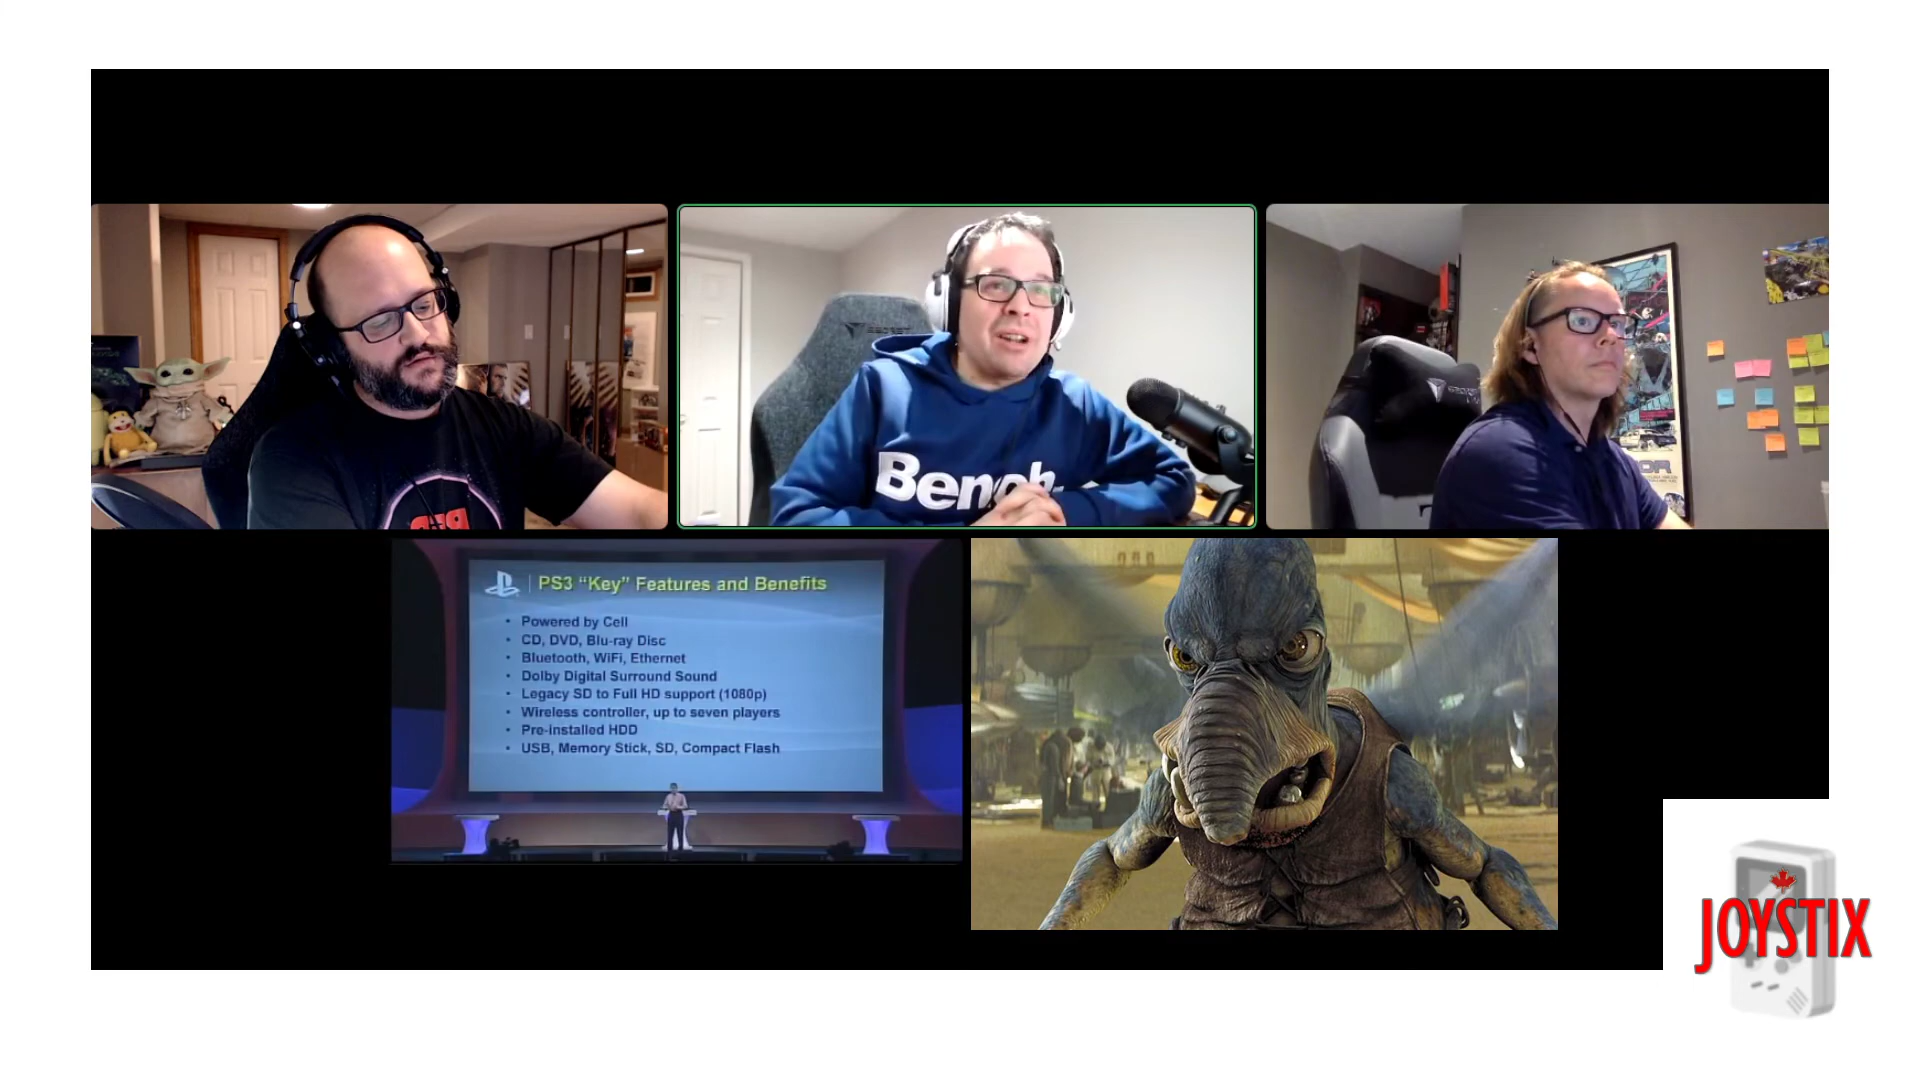 Bench.
PS3 “Key” Features and Benefits
• Powered by Cell
• CD, DVD, Blu-ray Disc
• Bluetooth, WiFi, Ethernet
• Dolby Digital Surround Sound
• Legacy SD to Full HD support (1080p)
• Wireless controller, up to seven players
• Pre-installed HDD
• USB, Memory Stick, SD, Compact Flash
JOYSTIX